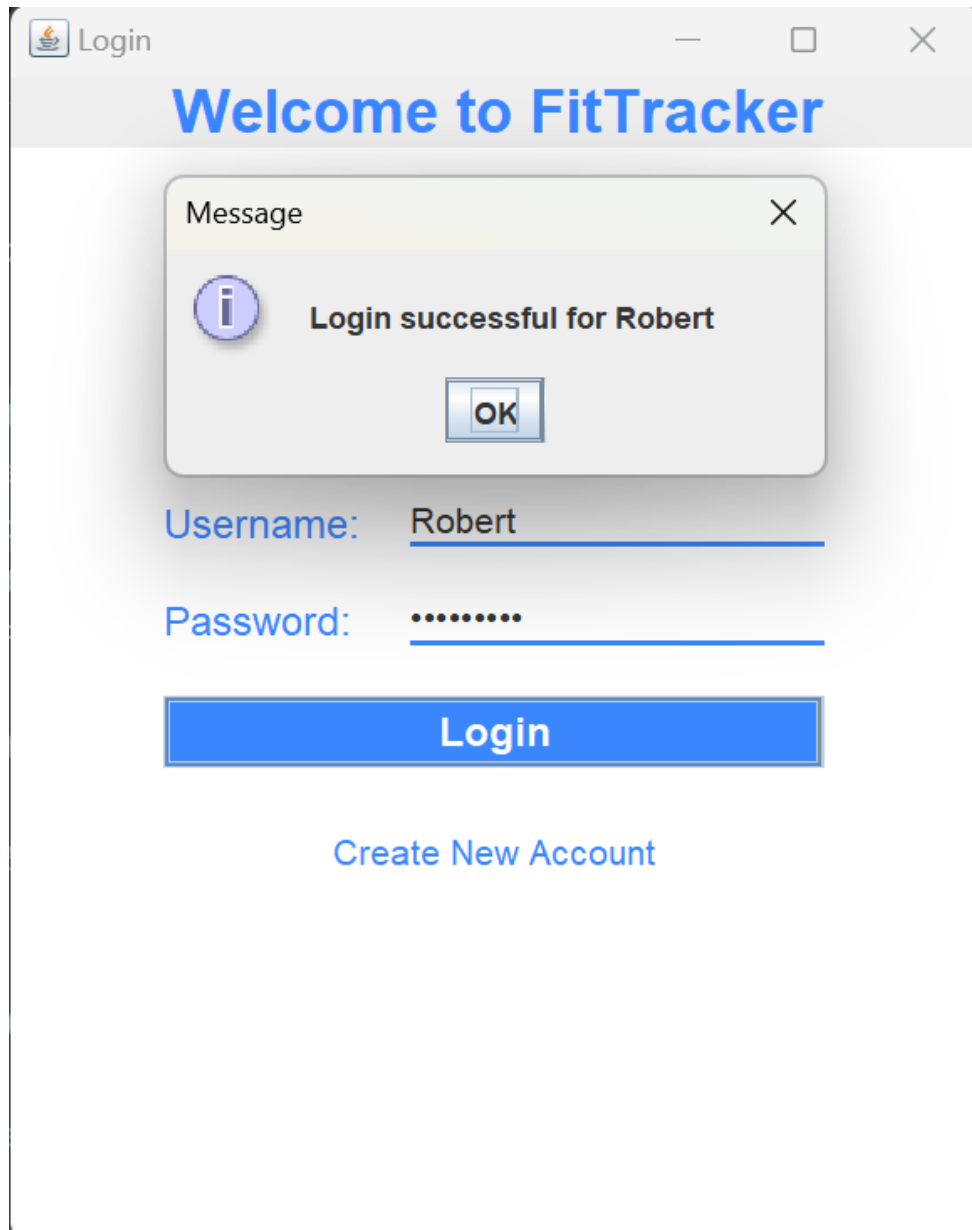 Login
Welcome to FitTracker
Message
i
Login successful for Robert
OK
Username: Robert
Password: •••••••••
Login
Create New Account